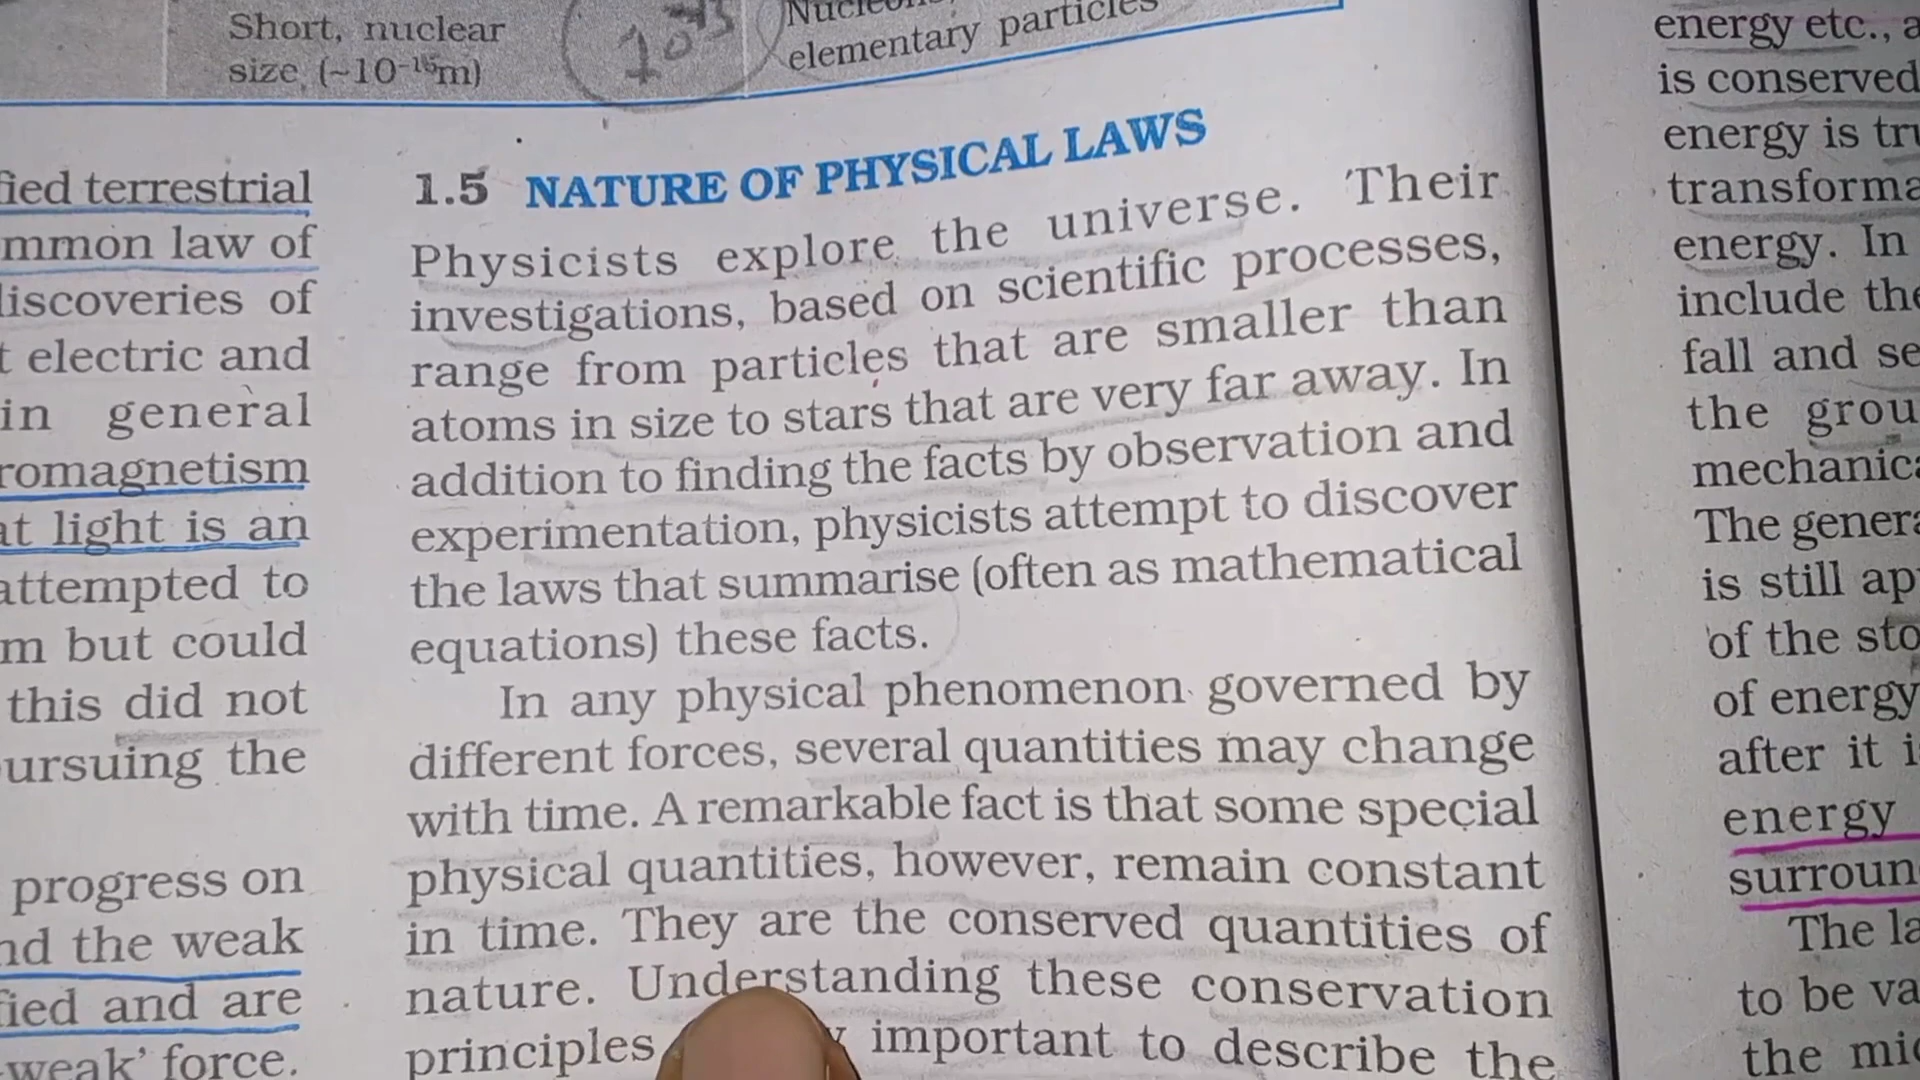 Short, nuclear
size (~10⁻¹⁵m)
elementary particles
fied terrestrial
mmon law of
discoveries of
t electric and
in general
romagnetism
at light is an
attempted to
m but could
this did not
ursuing the
progress on
nd the weak
fied and are
weak' force.
1.5 NATURE OF PHYSICAL LAWS
Physicists explore the universe. Their
investigations, based on scientific processes,
range from particles that are smaller than
atoms in size to stars that are very far away. In
addition to finding the facts by observation and
experimentation, physicists attempt to discover
the laws that summarise (often as mathematical
equations) these facts.
In any physical phenomenon governed by
different forces, several quantities may change
with time. A remarkable fact is that some special
physical quantities, however, remain constant
in time. They are the conserved quantities of
nature. Understanding these conservation
principles important to describe the
energy etc., a
is conserved
energy is tru
transforma
energy. In
include the
fall and se
the grou
mechanica
The genera
is still ap
of the sto
of energy
after it i
energy
surroun
The la
to be va
the mic